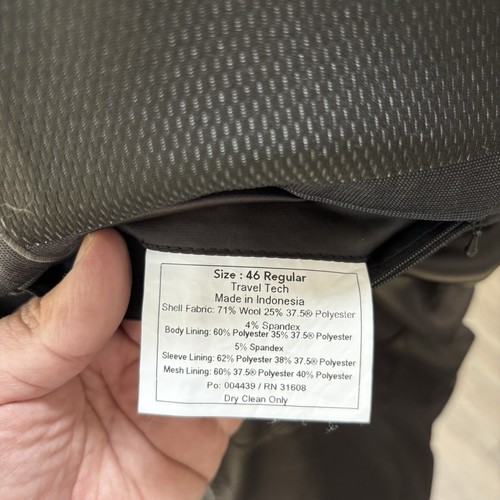 Size : 46 Regular
Travel Tech
Made in Indonesia
Shell Fabric: 71% Wool 25% 37.5® Polyester
4% Spandex
Body Lining: 60% Polyester 35% 37.5® Polyester
5% Spandex
Sleeve Lining: 62% Polyester 38% 37.5® Polyester
Mesh Lining: 60% 37.5® Polyester 40% Polyester
Po: 004439 / RN 31608
Dry Clean Only